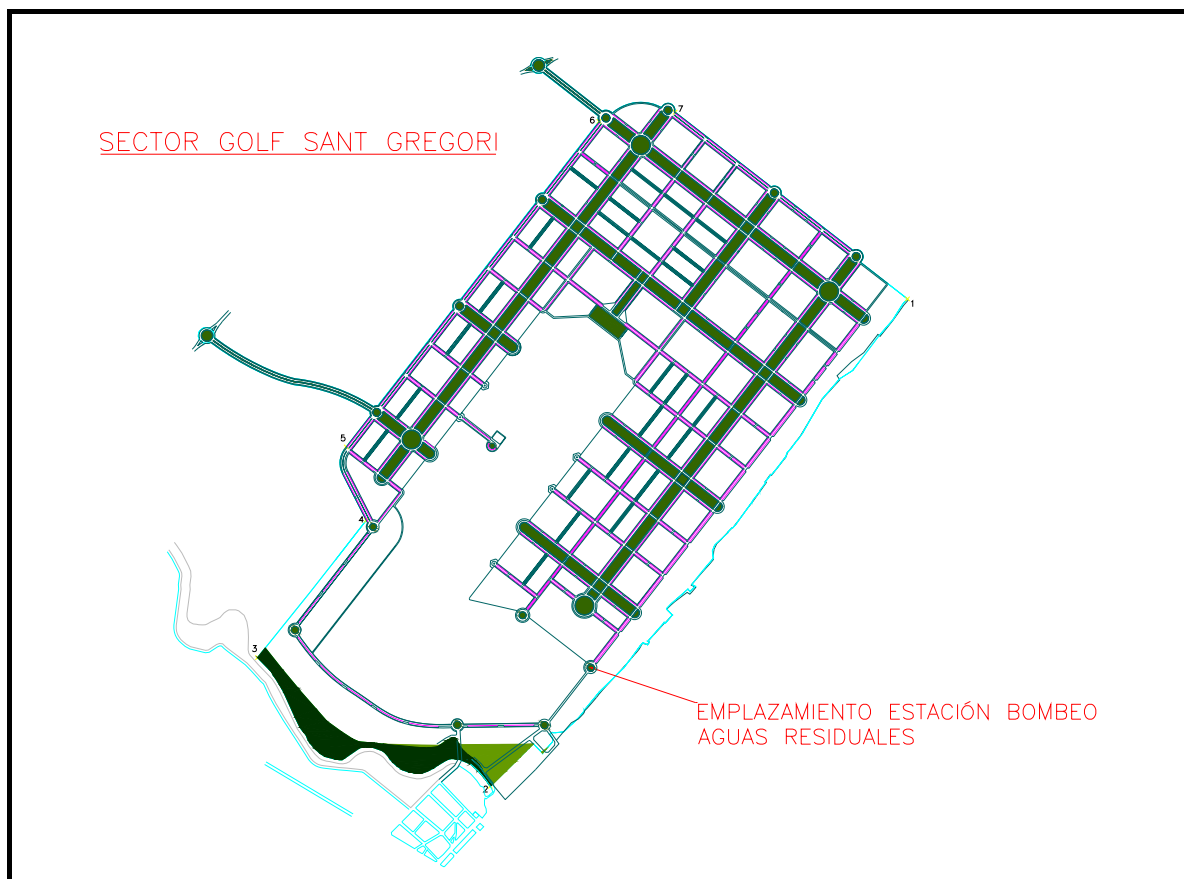 SECTOR GOLF SANT GREGORI
7
6
1
5
4
3
EMPLAZAMIENTO ESTACIÓN BOMBEO
AGUAS RESIDUALES
2